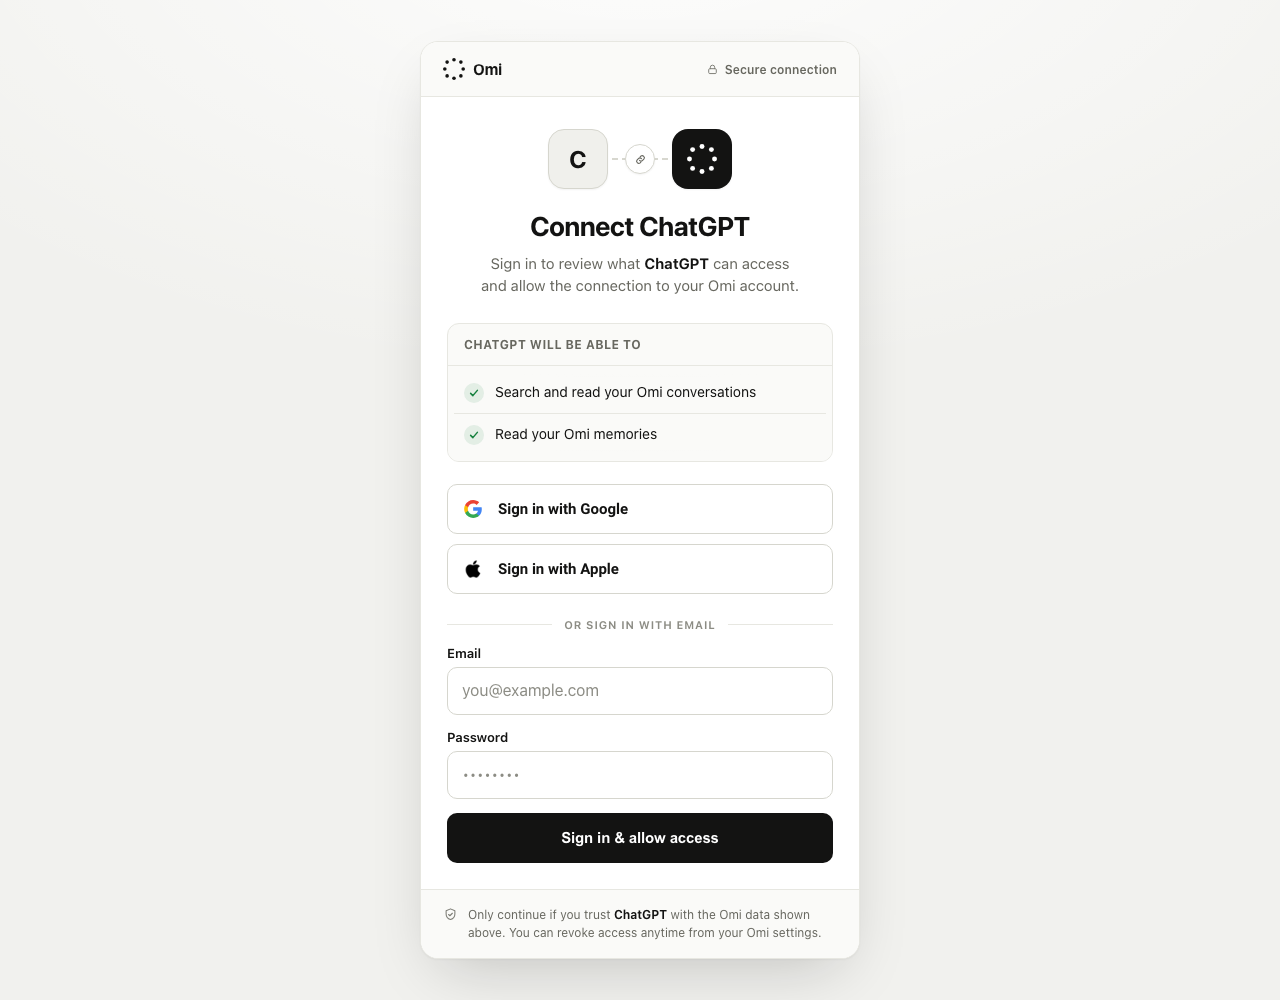 Omi
Secure connection
C
Connect ChatGPT
Sign in to review what ChatGPT can access
and allow the connection to your Omi account.
CHATGPT WILL BE ABLE TO
Search and read your Omi conversations
Read your Omi memories
Sign in with Google
Sign in with Apple
OR SIGN IN WITH EMAIL
Email
you@example.com
Password
••••••••
Sign in & allow access
Only continue if you trust ChatGPT with the Omi data shown
above. You can revoke access anytime from your Omi settings.